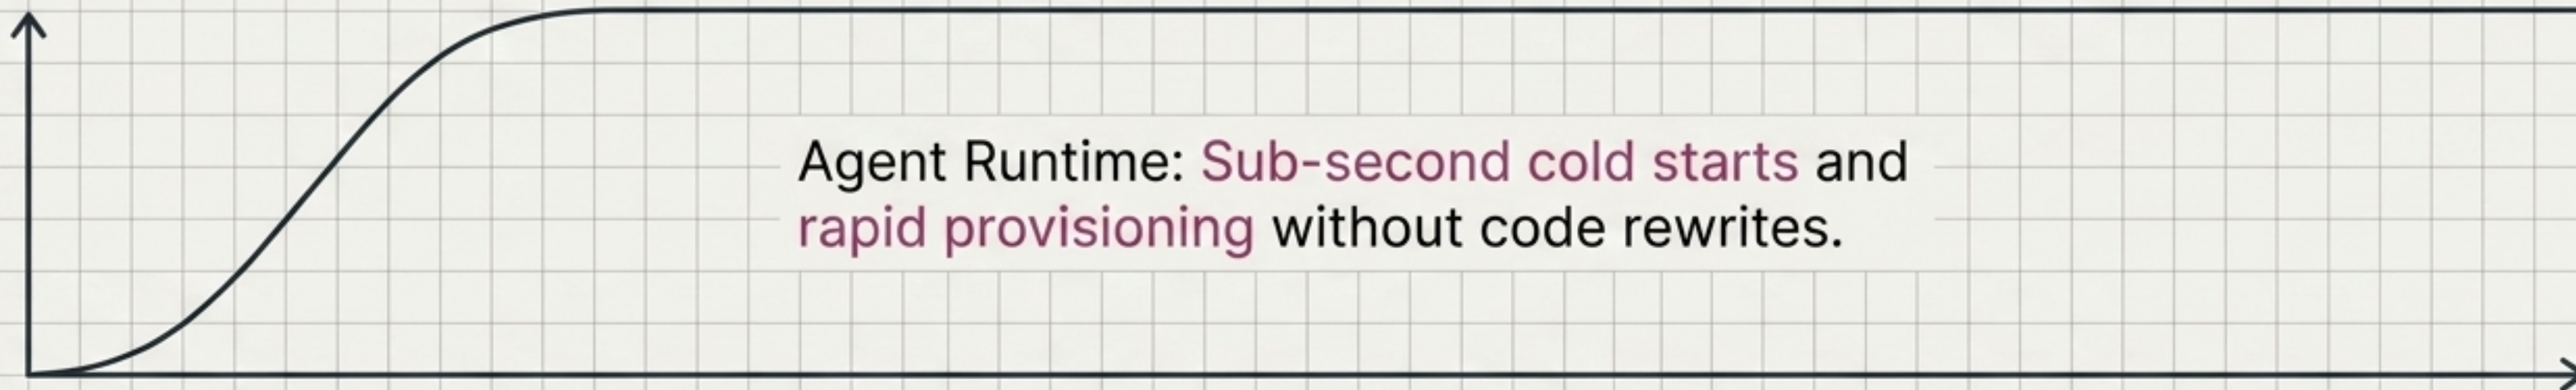 Agent Runtime: Sub-second cold starts and
rapid provisioning without code rewrites.